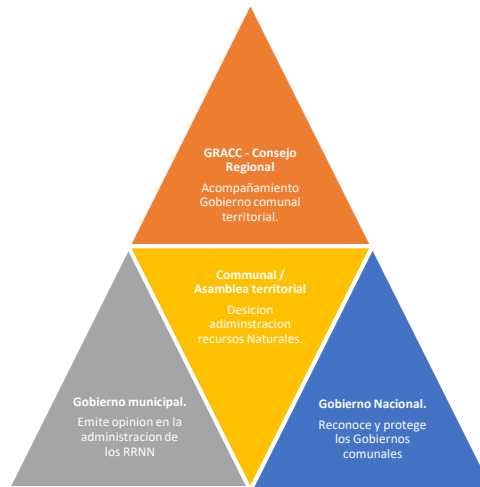 GRACC - Consejo
Regional
Acompañamiento
Gobierno comunal
territorial.
Communal /
Asamblea territorial
Desicion
adiminstracion
recursos Naturales.
Gobierno municipal.
Emite opinion en la
administracion de
los RRNN
Gobierno Nacional.
Reconoce y protege
los Gobiernos
comunales